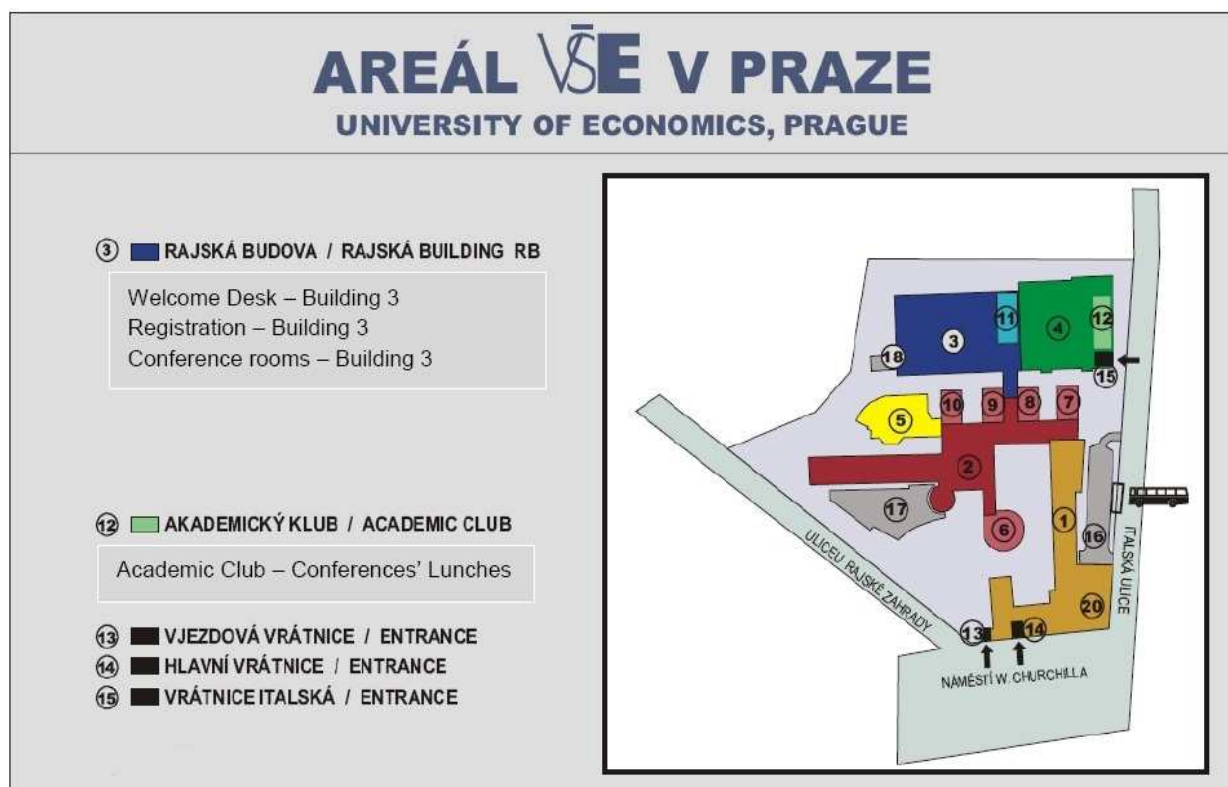 AREÁL VŠE V PRAZE
UNIVERSITY OF ECONOMICS, PRAGUE
3 RAJSKÁ BUDOVA / RAJSKÁ BUILDING RB
Welcome Desk – Building 3
Registration – Building 3
Conference rooms – Building 3
12 AKADEMICKÝ KLUB / ACADEMIC CLUB
Academic Club – Conferences' Lunches
13 VJEZDOVÁ VRÁTNICE / ENTRANCE
14 HLAVNÍ VRÁTNICE / ENTRANCE
15 VRÁTNICE ITALSKÁ / ENTRANCE
11
12
4
3
18
15
10
9
8
7
5
2
17
6
1
16
ULICEU RAJSKÉ ZAHRADY
ITALSKÁ ULICE
20
13
14
NÁMĚSTÍ W. CHURCHILLA